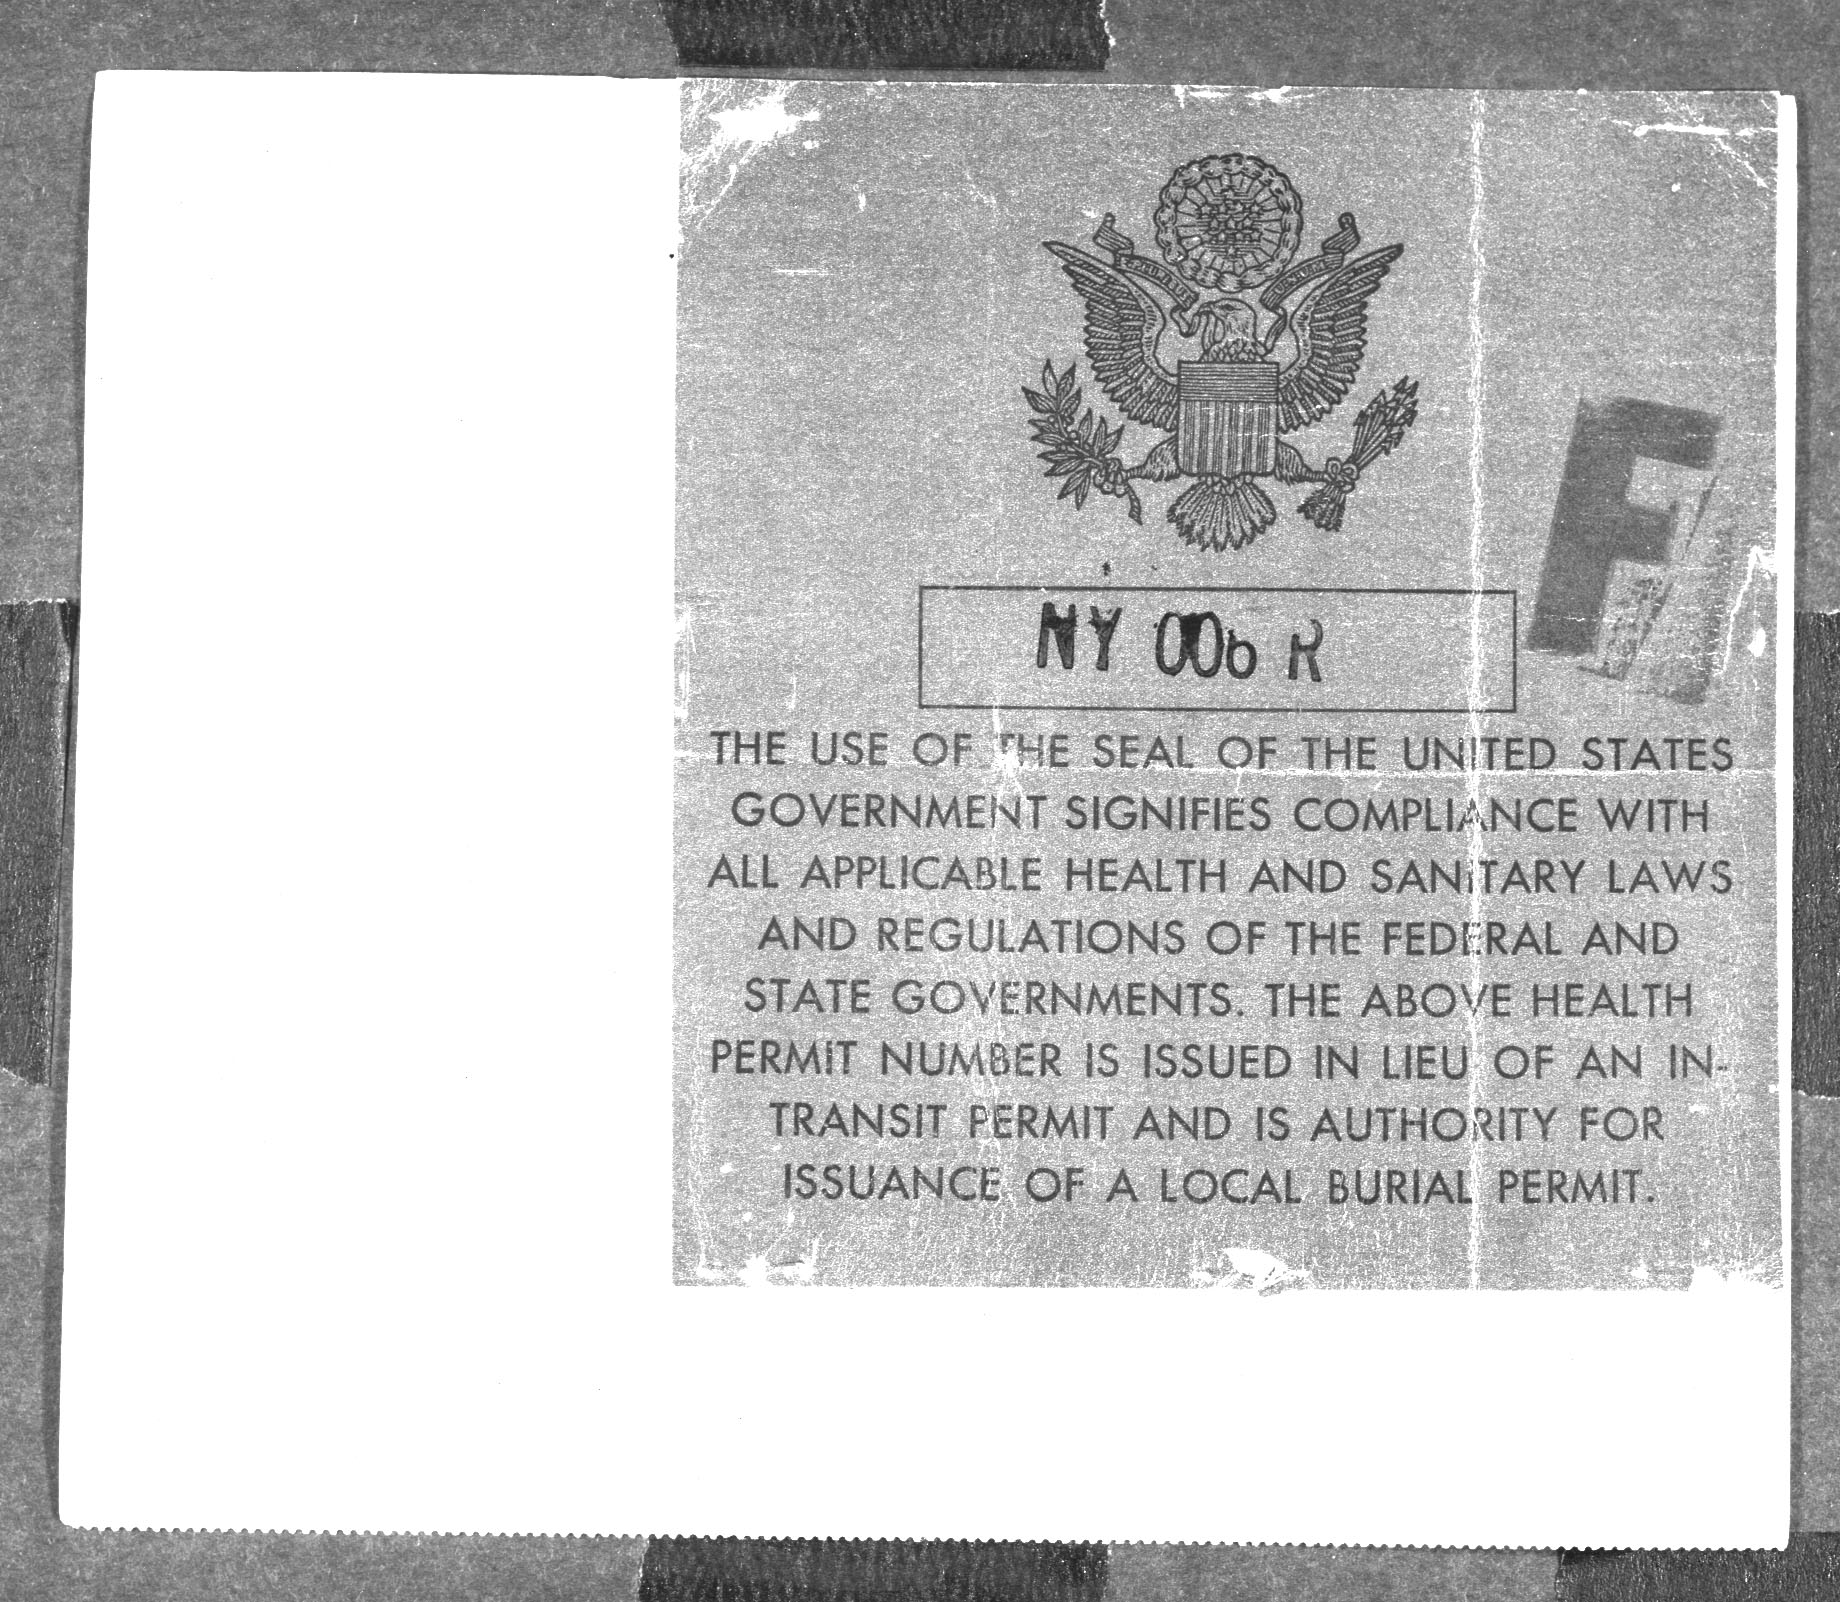 F
NY 006 R
THE USE OF THE SEAL OF THE UNITED STATES
GOVERNMENT SIGNIFIES COMPLIANCE WITH
ALL APPLICABLE HEALTH AND SANITARY LAWS
AND REGULATIONS OF THE FEDERAL AND
STATE GOVERNMENTS. THE ABOVE HEALTH
PERMIT NUMBER IS ISSUED IN LIEU OF AN IN-
TRANSIT PERMIT AND IS AUTHORITY FOR
ISSUANCE OF A LOCAL BURIAL PERMIT.